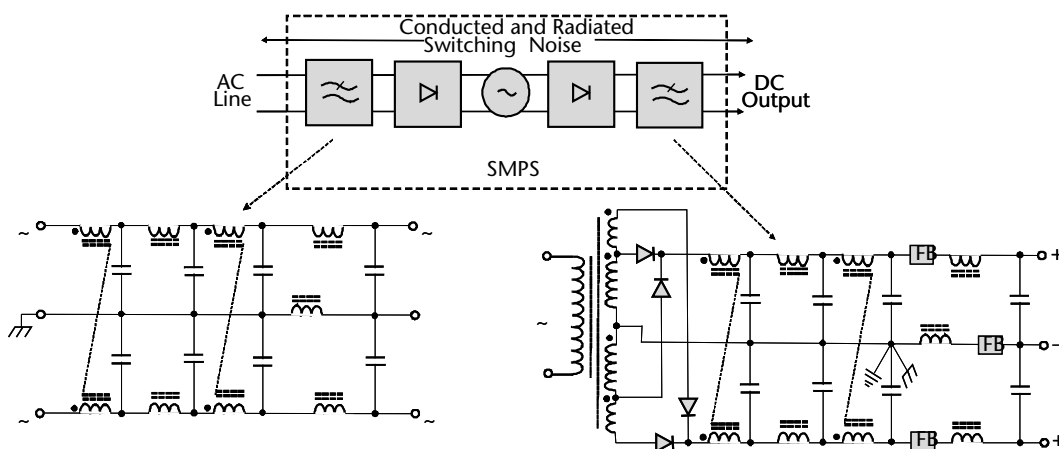 Conducted and Radiated
Switching Noise
AC
Line
DC
Output
SMPS
~
~
~
~
~
FB
+
FB
−
FB
+